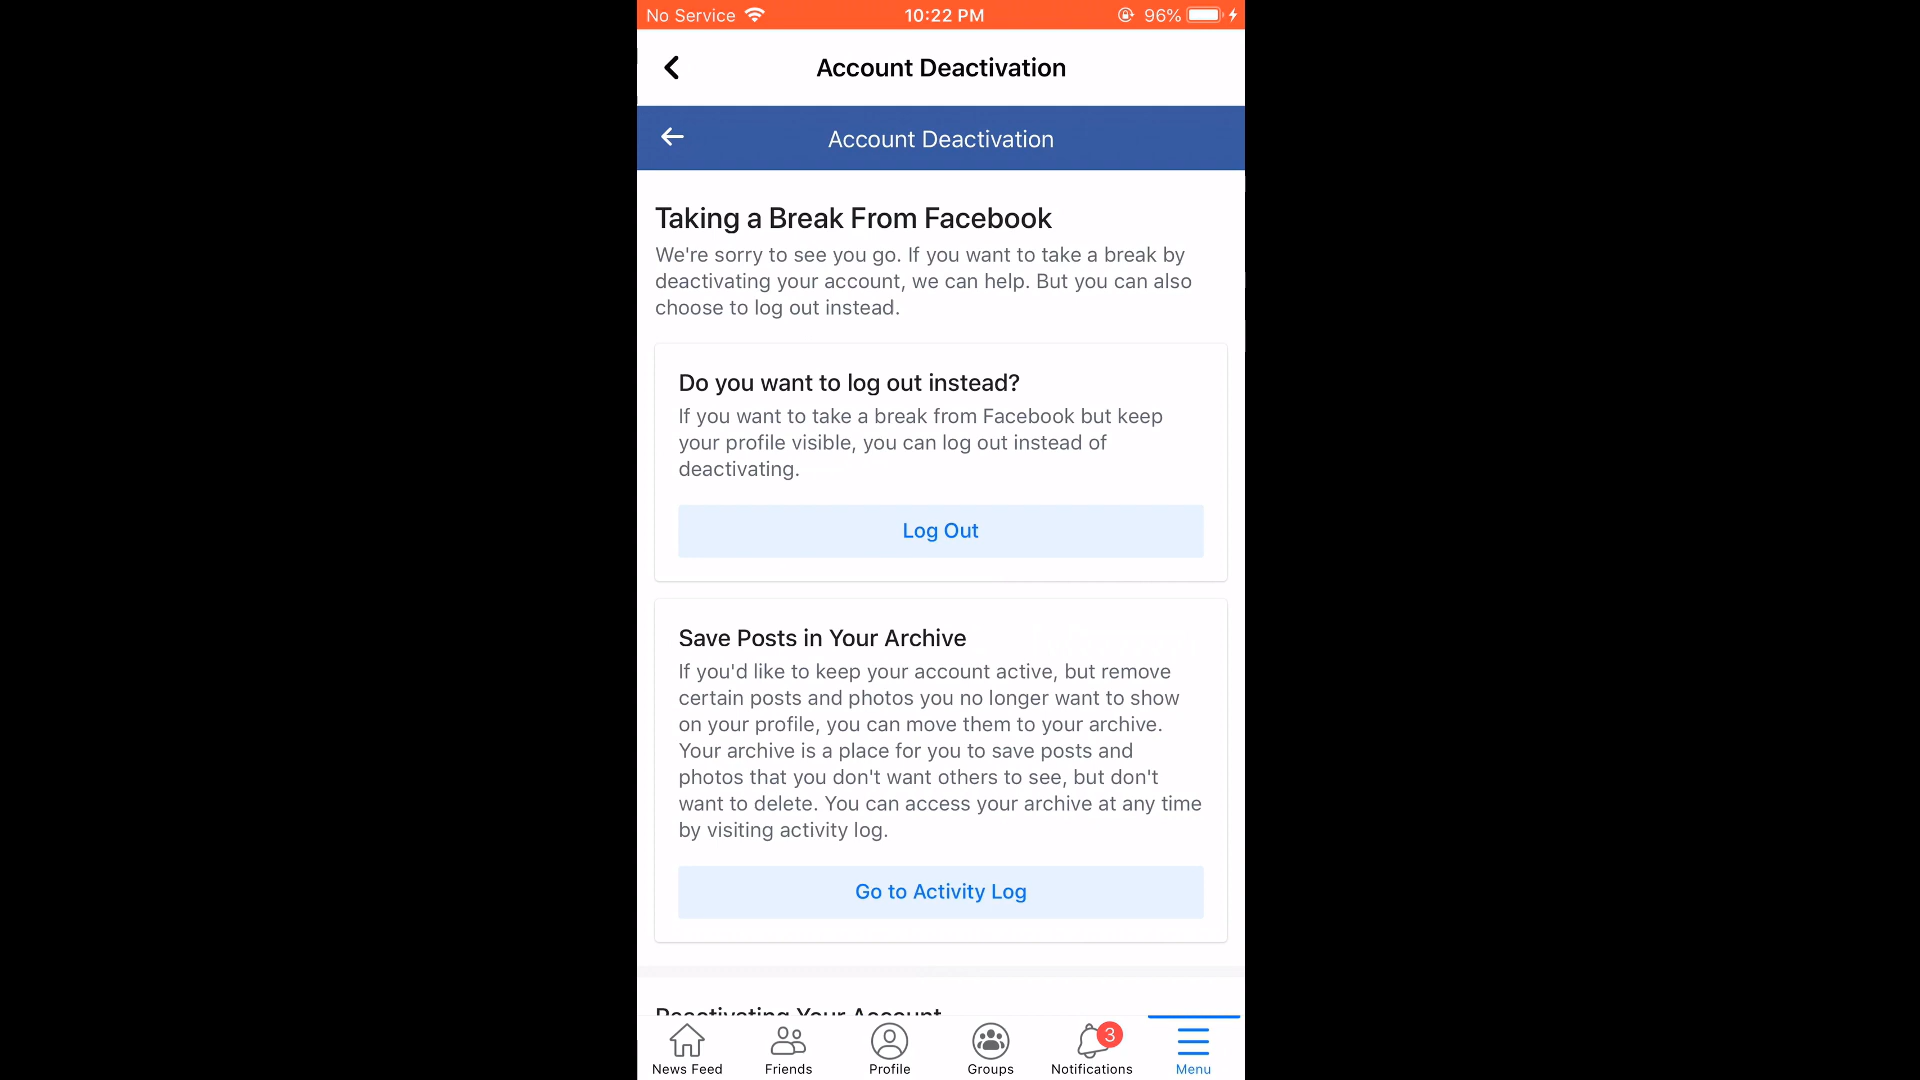 No Service 10:22 PM 96%
Account Deactivation
Account Deactivation
Taking a Break From Facebook
We're sorry to see you go. If you want to take a break by
deactivating your account, we can help. But you can also
choose to log out instead.
Do you want to log out instead?
If you want to take a break from Facebook but keep
your profile visible, you can log out instead of
deactivating.
Log Out
Save Posts in Your Archive
If you'd like to keep your account active, but remove
certain posts and photos you no longer want to show
on your profile, you can move them to your archive.
Your archive is a place for you to save posts and
photos that you don't want others to see, but don't
want to delete. You can access your archive at any time
by visiting activity log.
Go to Activity Log
Your Account
3
News Feed Friends Profile Groups Notifications Menu